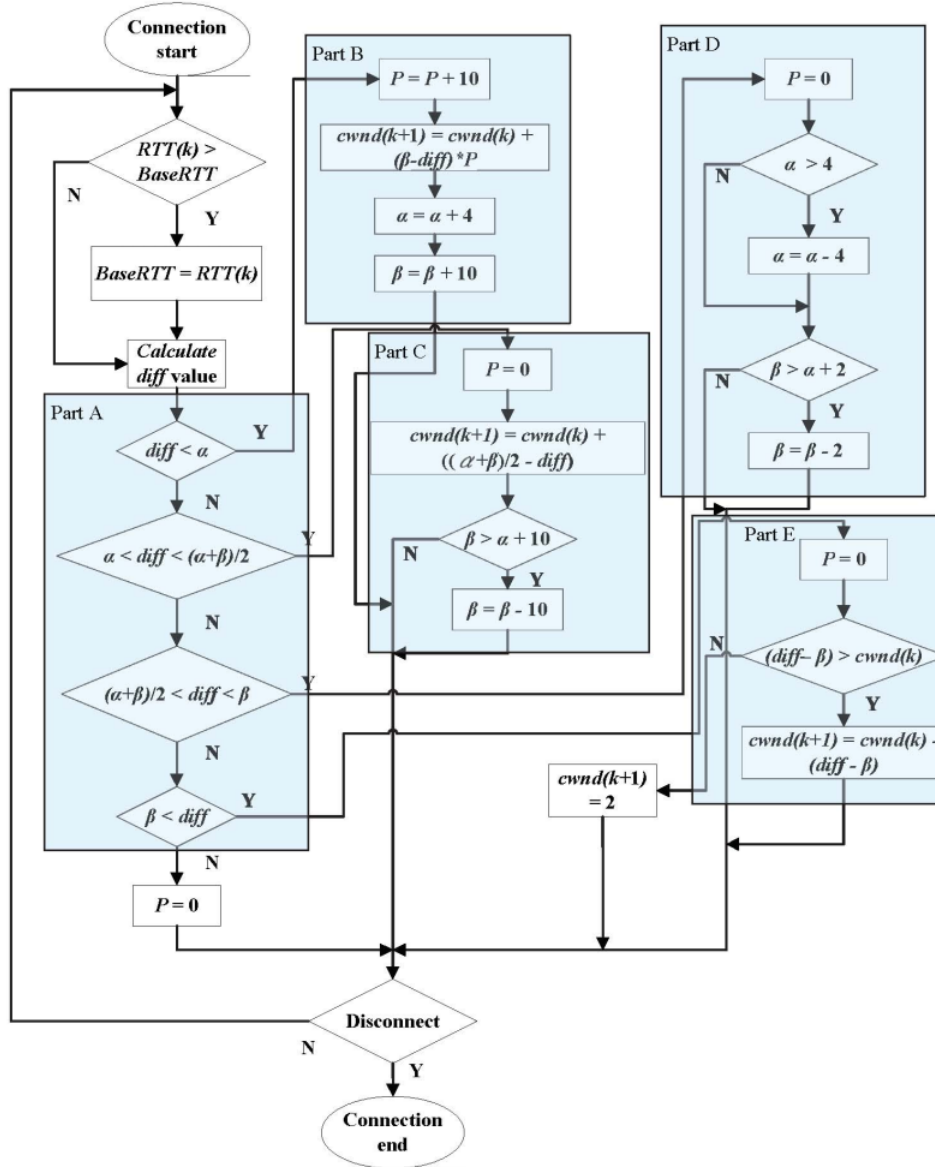 Connection
start
RTT(k) >
BaseRTT
N
Y
BaseRTT = RTT(k)
Calculate
diff value
Part A
diff < α
Y
N
α < diff < (α+β)/2
Y
N
(α+β)/2 < diff < β
Y
N
β < diff
Y
N
P = 0
Part B
P = P + 10
cwnd(k+1) = cwnd(k) +
(β-diff)*P
α = α + 4
β = β + 10
Part C
P = 0
cwnd(k+1) = cwnd(k) +
((α+β)/2 - diff)
β > α + 10
N
Y
β = β - 10
Part D
P = 0
α > 4
N
Y
α = α - 4
β > α + 2
N
Y
β = β - 2
Part E
P = 0
(diff– β) > cwnd(k)
N
Y
cwnd(k+1) = cwnd(k) -
(diff - β)
cwnd(k+1)
= 2
Disconnect
N
Y
Connection
end